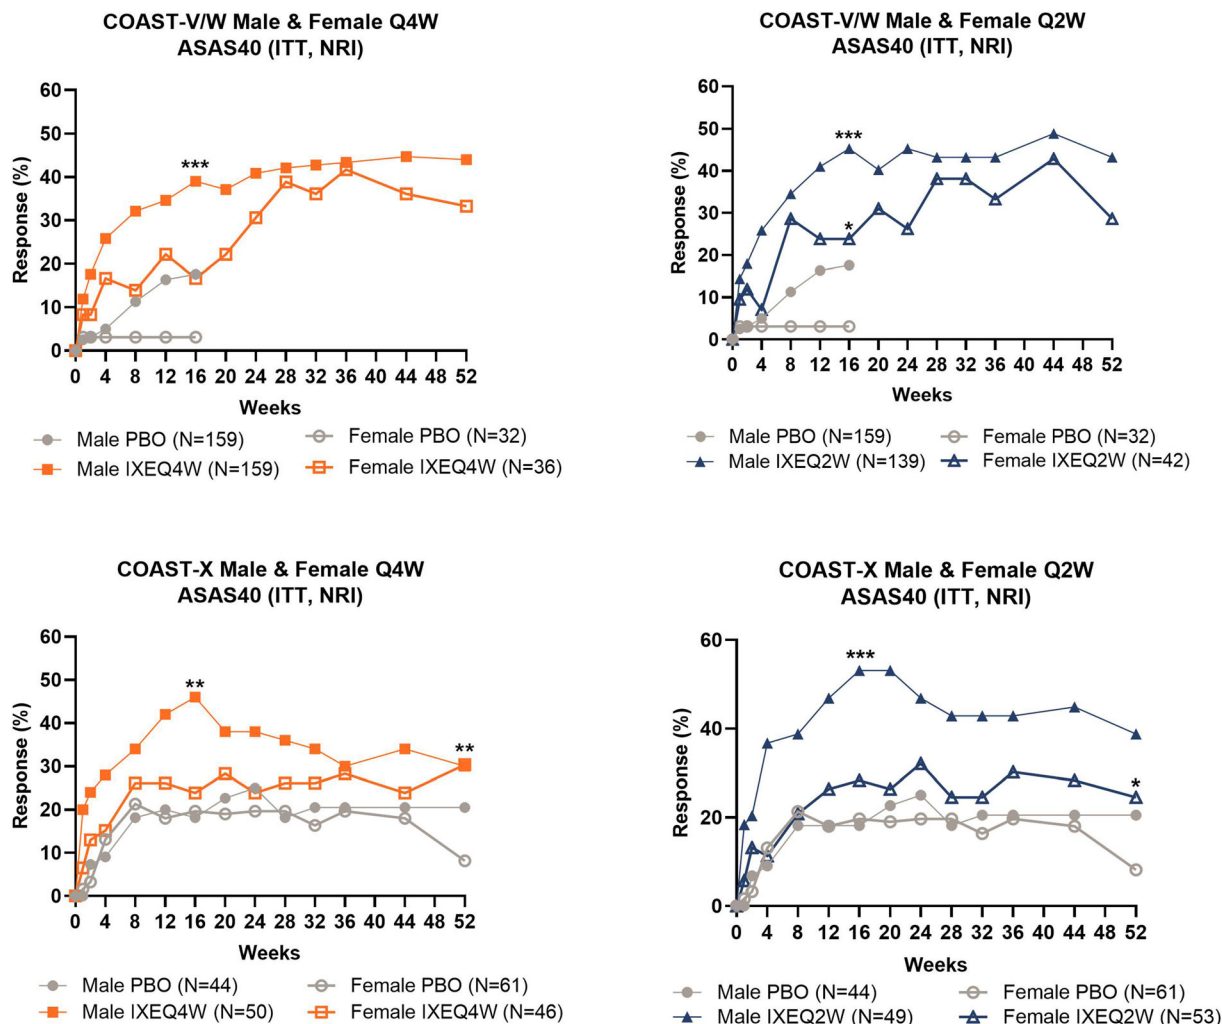 COAST-V/W Male & Female Q4W
ASAS40 (ITT, NRI)
Response (%)
60
50
40
30
20
10
0
***
0 4 8 12 16 20 24 28 32 36 40 44 48 52
Weeks
Male PBO (N=159) Female PBO (N=32)
Male IXEQ4W (N=159) Female IXEQ4W (N=36)
COAST-V/W Male & Female Q2W
ASAS40 (ITT, NRI)
Response (%)
60
50
40
30
20
10
0
***
*
0 4 8 12 16 20 24 28 32 36 40 44 48 52
Weeks
Male PBO (N=159) Female PBO (N=32)
Male IXEQ2W (N=139) Female IXEQ2W (N=42)
COAST-X Male & Female Q4W
ASAS40 (ITT, NRI)
Response (%)
60
50
40
30
20
10
0
**
**
0 4 8 12 16 20 24 28 32 36 40 44 48 52
Weeks
Male PBO (N=44) Female PBO (N=61)
Male IXEQ4W (N=50) Female IXEQ4W (N=46)
COAST-X Male & Female Q2W
ASAS40 (ITT, NRI)
Response (%)
60
40
20
0
***
*
0 4 8 12 16 20 24 28 32 36 40 44 48 52
Weeks
Male PBO (N=44) Female PBO (N=61)
Male IXEQ2W (N=49) Female IXEQ2W (N=53)